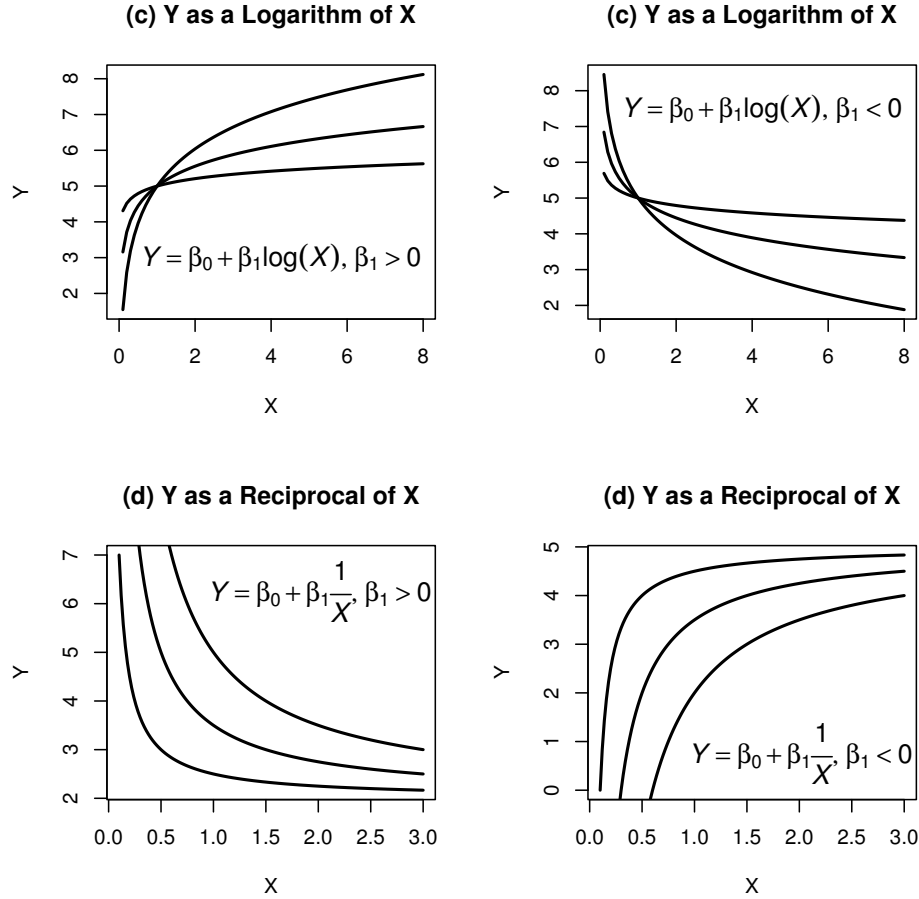 (c) Y as a Logarithm of X
Y
8
7
6
5
4
3
2
Y = β₀ + β₁log(X), β₁ > 0
0 2 4 6 8
X
(c) Y as a Logarithm of X
Y
8
7
6
5
4
3
2
Y = β₀ + β₁log(X), β₁ < 0
0 2 4 6 8
X
(d) Y as a Reciprocal of X
Y
7
6
5
4
3
2
Y = β₀ + β₁ 1/X, β₁ > 0
0.0 0.5 1.0 1.5 2.0 2.5 3.0
X
(d) Y as a Reciprocal of X
Y
5
4
3
2
1
0
Y = β₀ + β₁ 1/X, β₁ < 0
0.0 0.5 1.0 1.5 2.0 2.5 3.0
X